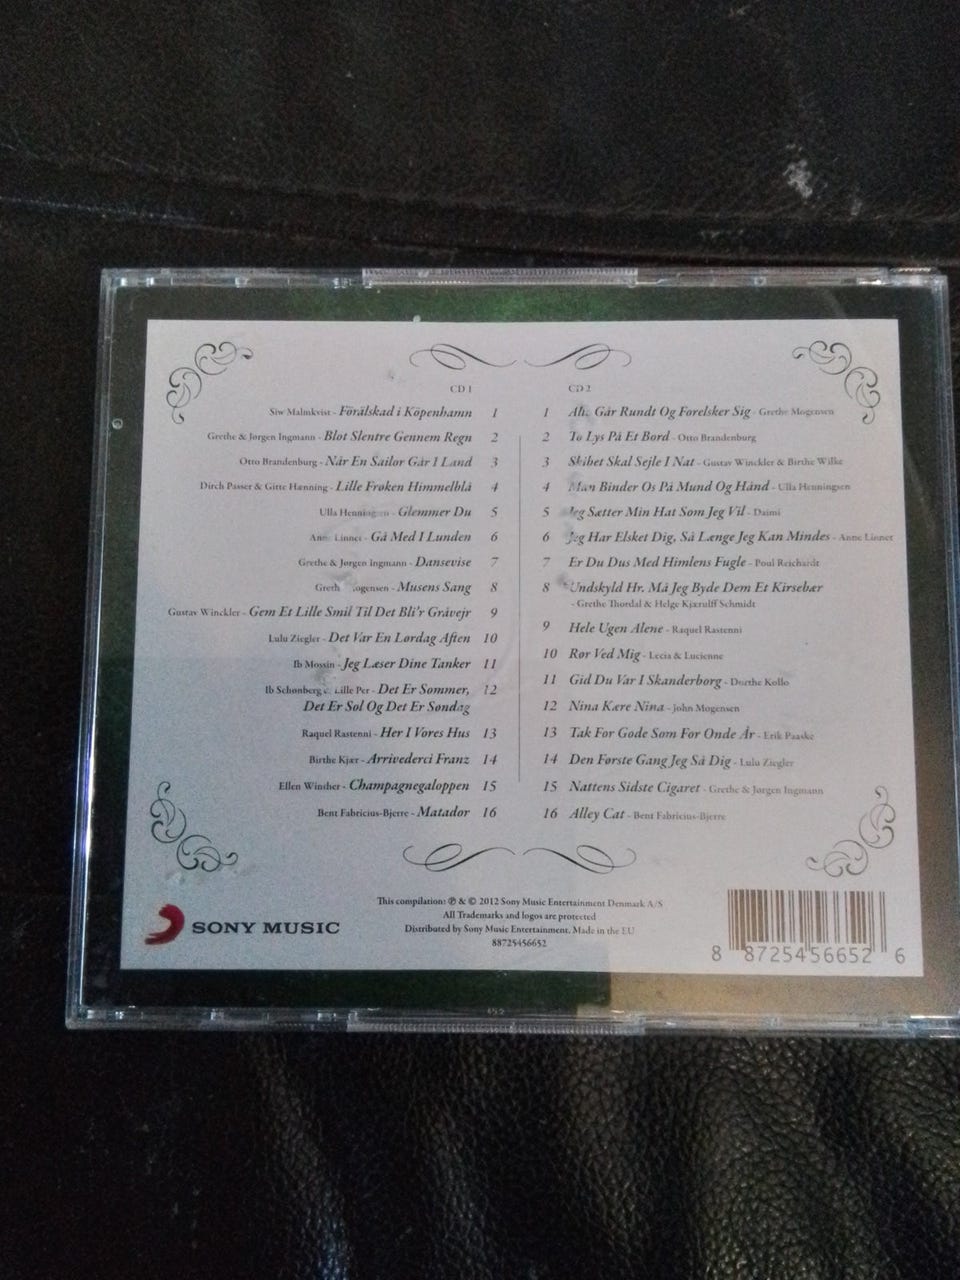 CD 1
Siw Malmkvist - Förälskad i Köpenhamn 1
Grethe & Jørgen Ingmann - Blot Slentre Gennem Regn 2
Otto Brandenburg - Når En Sailor Går I Land 3
Dirch Passer & Gitte Hænning - Lille Frøken Himmelblå 4
Ulla Henningsen - Glemmer Du 5
Anne Linnet - Gå Med I Lunden 6
Grethe & Jørgen Ingmann - Dansevise 7
Grethe Mogensen - Musens Sang 8
Gustav Winckler - Gem Et Lille Smil Til Det Bli'r Gråvejr 9
Lulu Ziegler - Det Var En Lørdag Aften 10
Ib Mossin - Jeg Læser Dine Tanker 11
Ib Schønberg & Lille Per - Det Er Sommer, 12
Det Er Sol Og Det Er Søndag
Raquel Rastenni - Her I Vores Hus 13
Birthe Kjær - Arrivederci Franz 14
Ellen Winther - Champagnegaloppen 15
Bent Fabricius-Bjerre - Matador 16
CD 2
1 Går Rundt Og Forelsker Sig - Grethe Mogensen
2 To Lys På Et Bord - Otto Brandenburg
3 Skibet Skal Sejle I Nat - Gustav Winckler & Birthe Wilke
4 Man Binder Os På Mund Og Hånd - Ulla Henningsen
5 Jeg Sætter Min Hat Som Jeg Vil - Daimi
6 Jeg Har Elsket Dig, Så Længe Jeg Kan Mindes - Anne Linnet
7 Er Du Dus Med Himlens Fugle - Poul Reichardt
8 Undskyld Hr. Må Jeg Byde Dem Et Kirsebær
- Grethe Thordal & Helge Kjærulff Schmidt
9 Hele Ugen Alene - Raquel Rastenni
10 Rør Ved Mig - Lecia & Lucienne
11 Gid Du Var I Skanderborg - Dorthe Kollo
12 Nina Kære Nina - John Mogensen
13 Tak For Gode Som For Onde År - Erik Paaske
14 Den Første Gang Jeg Så Dig - Lulu Ziegler
15 Nattens Sidste Cigaret - Grethe & Jørgen Ingmann
16 Alley Cat - Bent Fabricius-Bjerre
This compilation: ℗ & © 2012 Sony Music Entertainment Denmark A/S
All Trademarks and logos are protected
Distributed by Sony Music Entertainment. Made in the EU
88725456652
SONY MUSIC
8 87254 56652 6